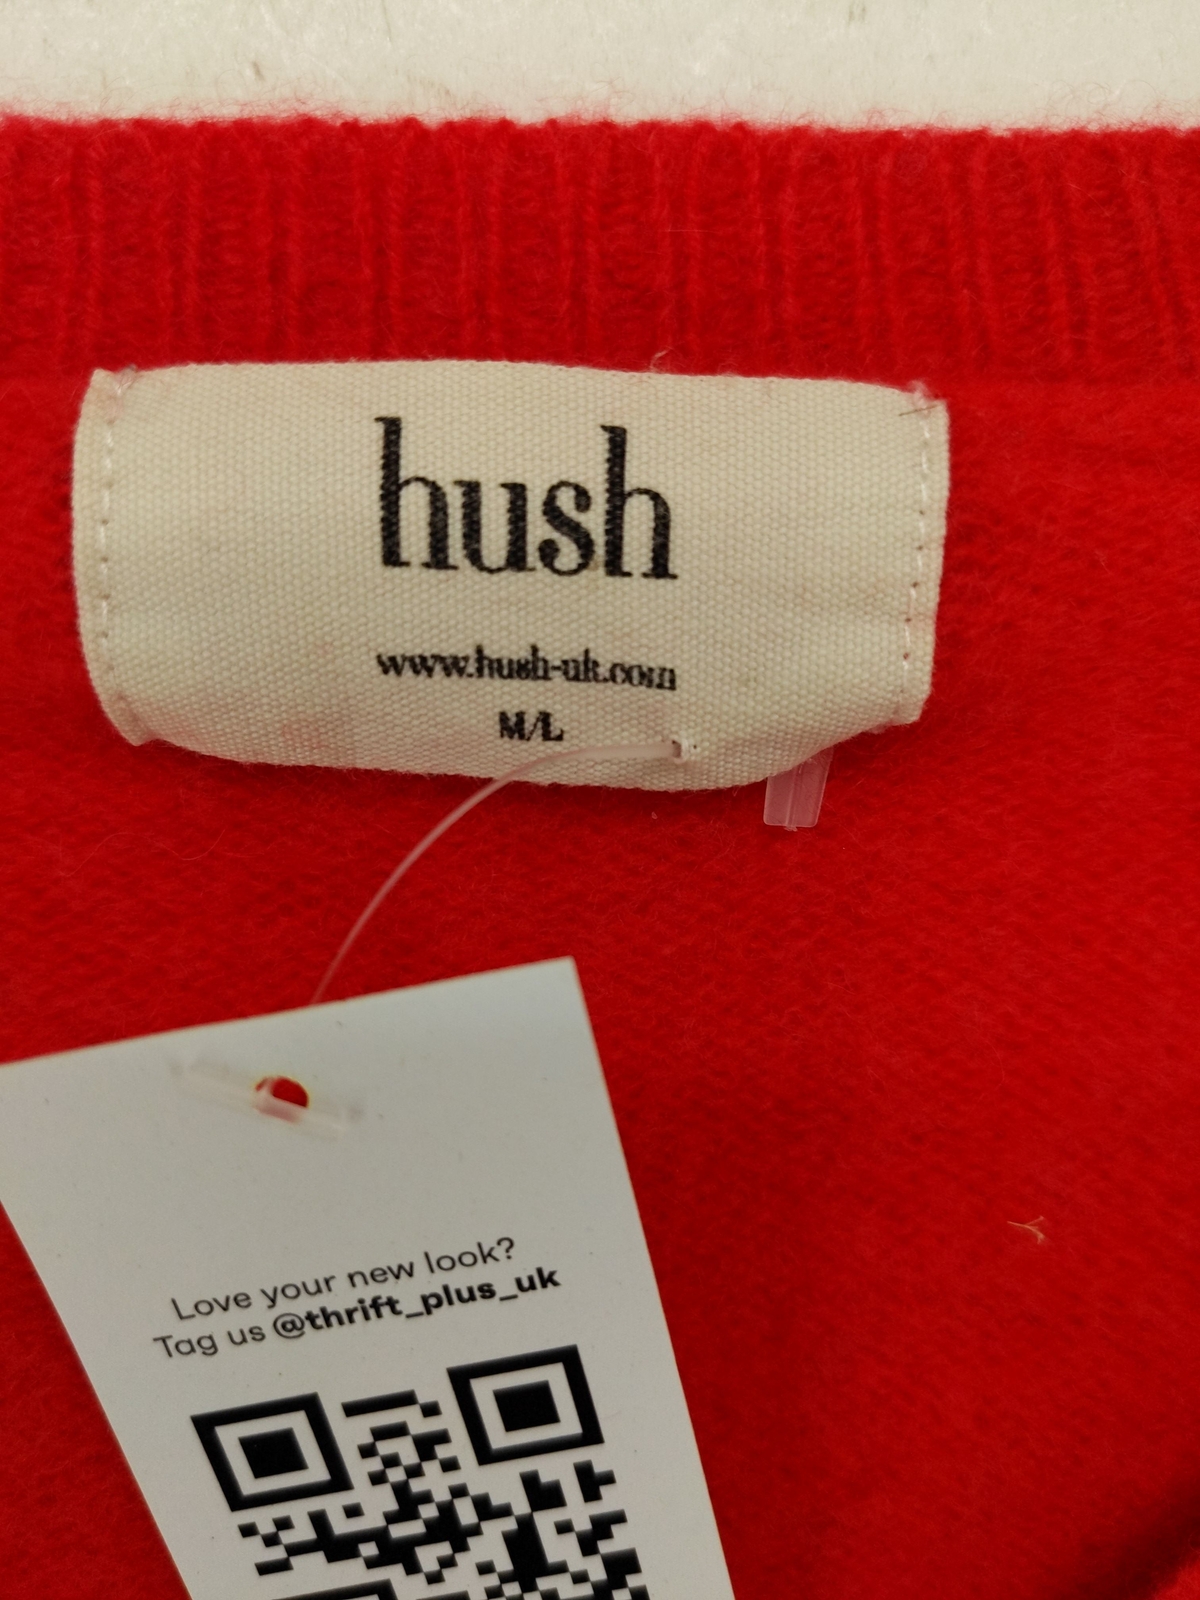 hush
www.hush-uk.com
M/L
Love your new look?
Tag us @thrift_plus_uk